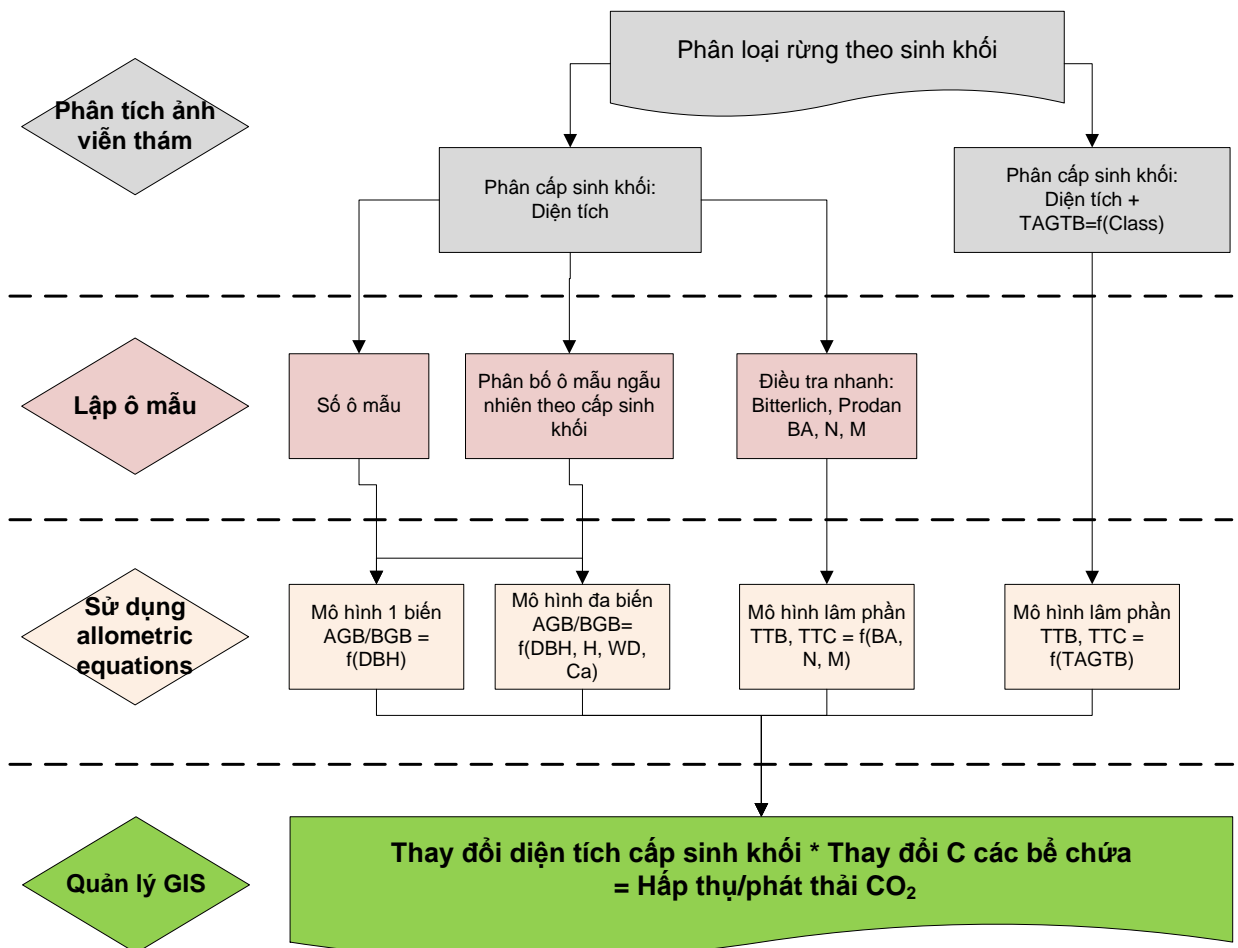 Phân loại rừng theo sinh khối
Phân tích ảnh
viễn thám
Phân cấp sinh khối:
Diện tích
Phân cấp sinh khối:
Diện tích +
TAGTB=f(Class)
Lập ô mẫu
Số ô mẫu
Phân bố ô mẫu ngẫu
nhiên theo cấp sinh
khối
Điều tra nhanh:
Bitterlich, Prodan
BA, N, M
Sử dụng
allometric
equations
Mô hình 1 biến
AGB/BGB =
f(DBH)
Mô hình đa biến
AGB/BGB=
f(DBH, H, WD,
Ca)
Mô hình lâm phần
TTB, TTC = f(BA,
N, M)
Mô hình lâm phần
TTB, TTC =
f(TAGTB)
Quản lý GIS
Thay đổi diện tích cấp sinh khối * Thay đổi C các bể chứa
= Hấp thụ/phát thải CO₂